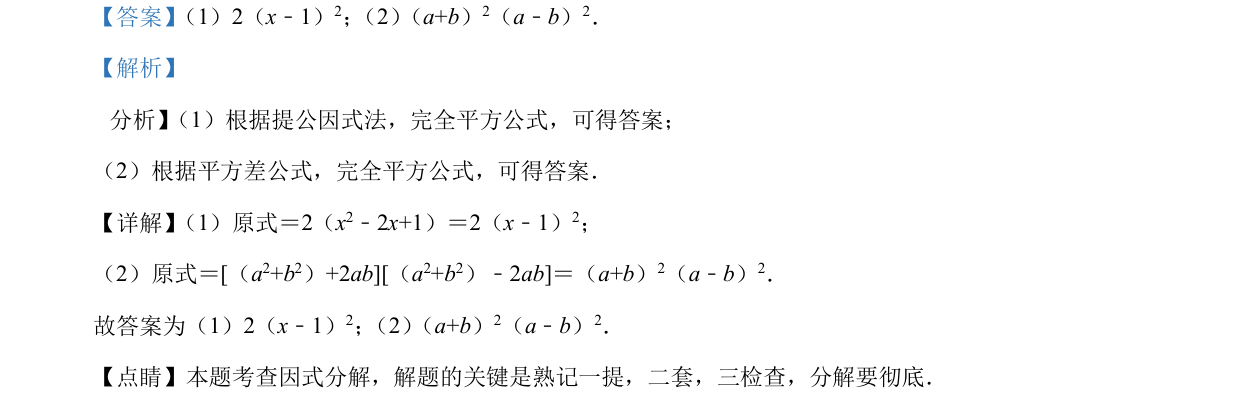 【答案】（1）2（x﹣1）²；（2）（a+b）²（a﹣b）².
【解析】
分析】（1）根据提公因式法，完全平方公式，可得答案；
（2）根据平方差公式，完全平方公式，可得答案.
【详解】（1）原式＝2（x²﹣2x+1）＝2（x﹣1）²；
（2）原式＝[（a²+b²）+2ab][（a²+b²）﹣2ab]＝（a+b）²（a﹣b）².
故答案为（1）2（x﹣1）²；（2）（a+b）²（a﹣b）².
【点睛】本题考查因式分解，解题的关键是熟记一提，二套，三检查，分解要彻底.